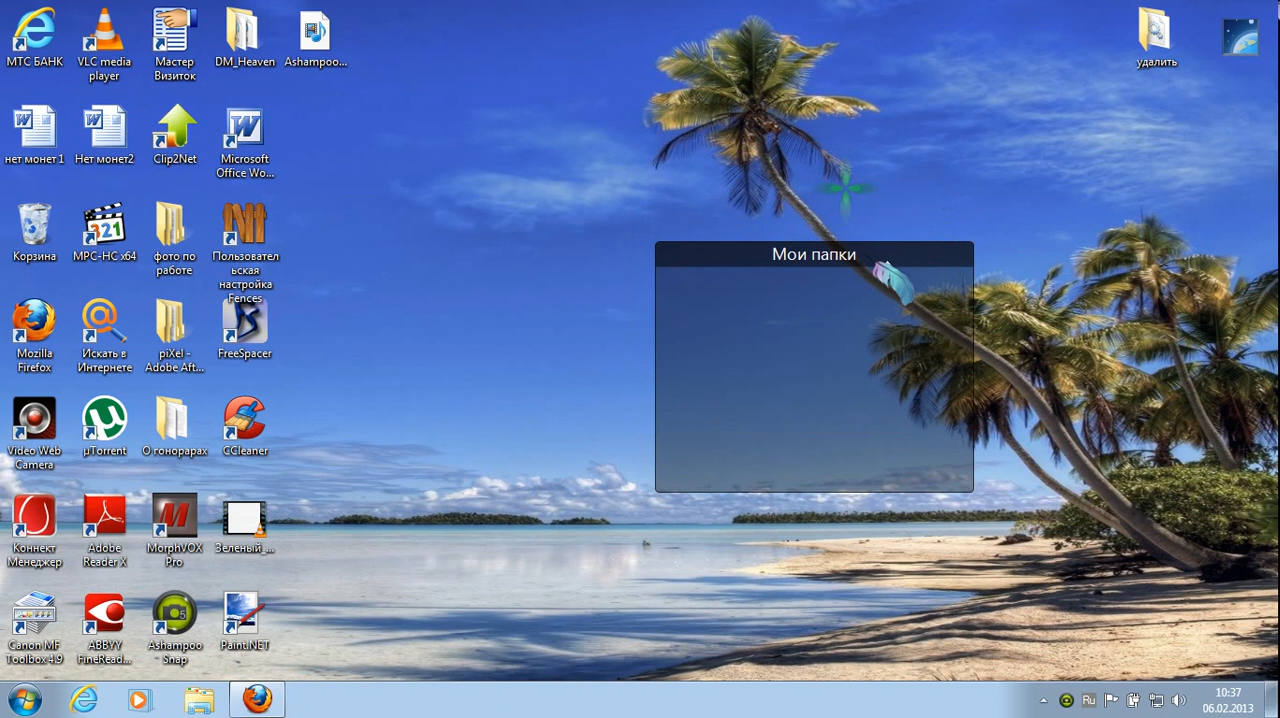 МТС БАНК
VLC media
player
Мастер
Визиток
DM_Heaven
Ashampoo...
удалить
нет монет1
Нет монет2
Clip2Net
Microsoft
Office Wo...
Корзина
MPC-HC x64
фото по
работе
Пользователь
ская
настройка
Fences
Мои папки
Mozilla
Firefox
Искать в
Интернете
piXel -
Adobe Aft...
FreeSpacer
Video Web
Camera
µTorrent
О гонорарах
CCleaner
Коннект
Менеджер
Adobe
Reader X
MorphVOX
Pro
Зеленый_...
Canon MF
Toolbox 4.9
ABBYY
FineRead...
Ashampoo
Snap
Paint.NET
Ru
10:37
06.02.2013